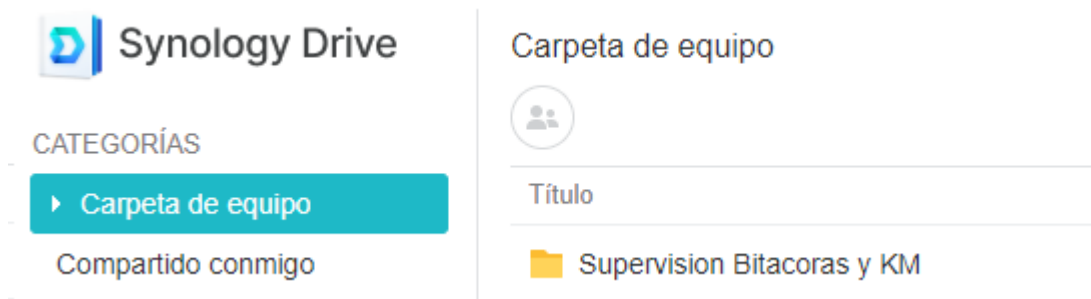 Synology Drive
CATEGORÍAS
Carpeta de equipo
Compartido conmigo
Carpeta de equipo
Título
Supervision Bitacoras y KM